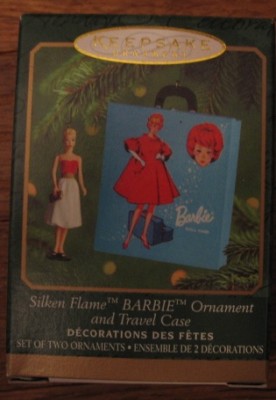 KEEPSAKE
Barbie
Silken Flame™ BARBIE™ Ornament
and Travel Case
DÉCORATIONS DES FÊTES
SET OF TWO ORNAMENTS • ENSEMBLE DE 2 DÉCORATIONS